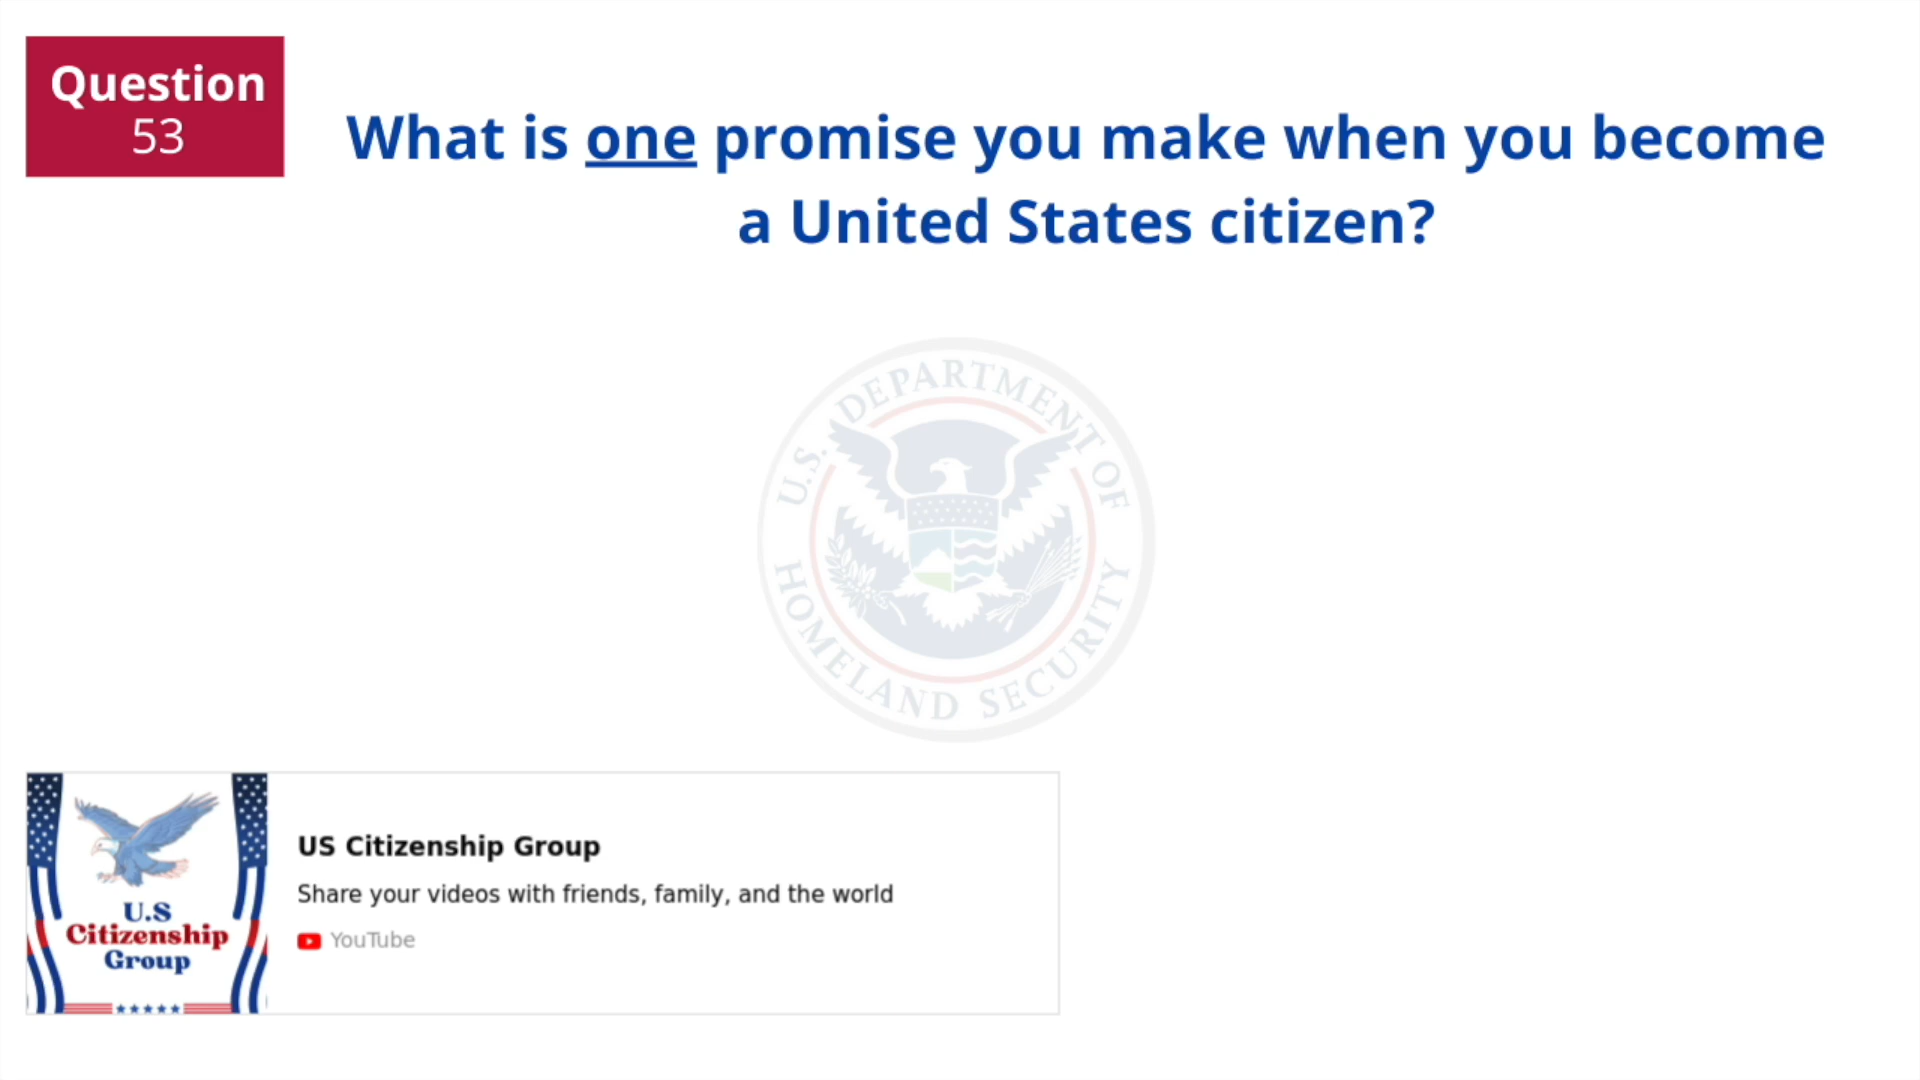 Question
53
What is one promise you make when you become
a United States citizen?
U.S. DEPARTMENT OF
HOMELAND SECURITY
U.S
Citizenship
Group
US Citizenship Group
Share your videos with friends, family, and the world
YouTube